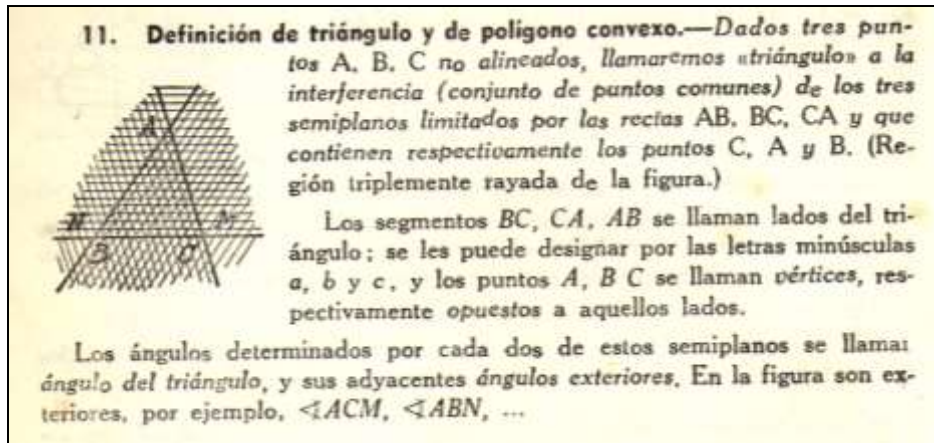 11. Definición de triángulo y de polígono convexo.—Dados tres pun-
tos A, B, C no alineados, llamaremos «triángulo» a la
interferencia (conjunto de puntos comunes) de los tres
semiplanos limitados por las rectas AB, BC, CA y que
contienen respectivamente los puntos C, A y B. (Re-
gión triplemente rayada de la figura.)
A
N
M
B
C
Los segmentos BC, CA, AB se llaman lados del tri-
ángulo; se les puede designar por las letras minúsculas
a, b y c, y los puntos A, B C se llaman vértices, res-
pectivamente opuestos a aquellos lados.
Los ángulos determinados por cada dos de estos semiplanos se llamar
ángulo del triángulo, y sus adyacentes ángulos exteriores. En la figura son ex-
teriores, por ejemplo, ∢ACM, ∢ABN, ...